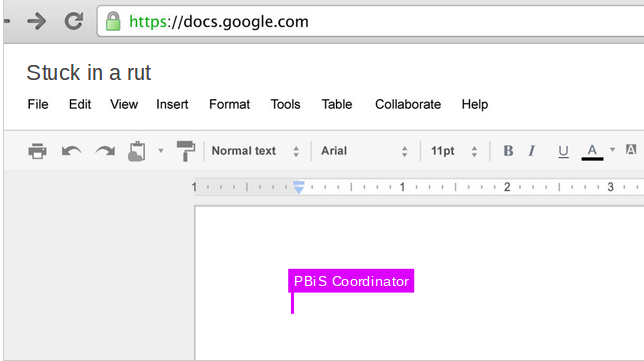 https://docs.google.com
Stuck in a rut
File Edit View Insert Format Tools Table Collaborate Help
Normal text Arial 11pt B I U A A
1 1 2 3
PBiS Coordinator